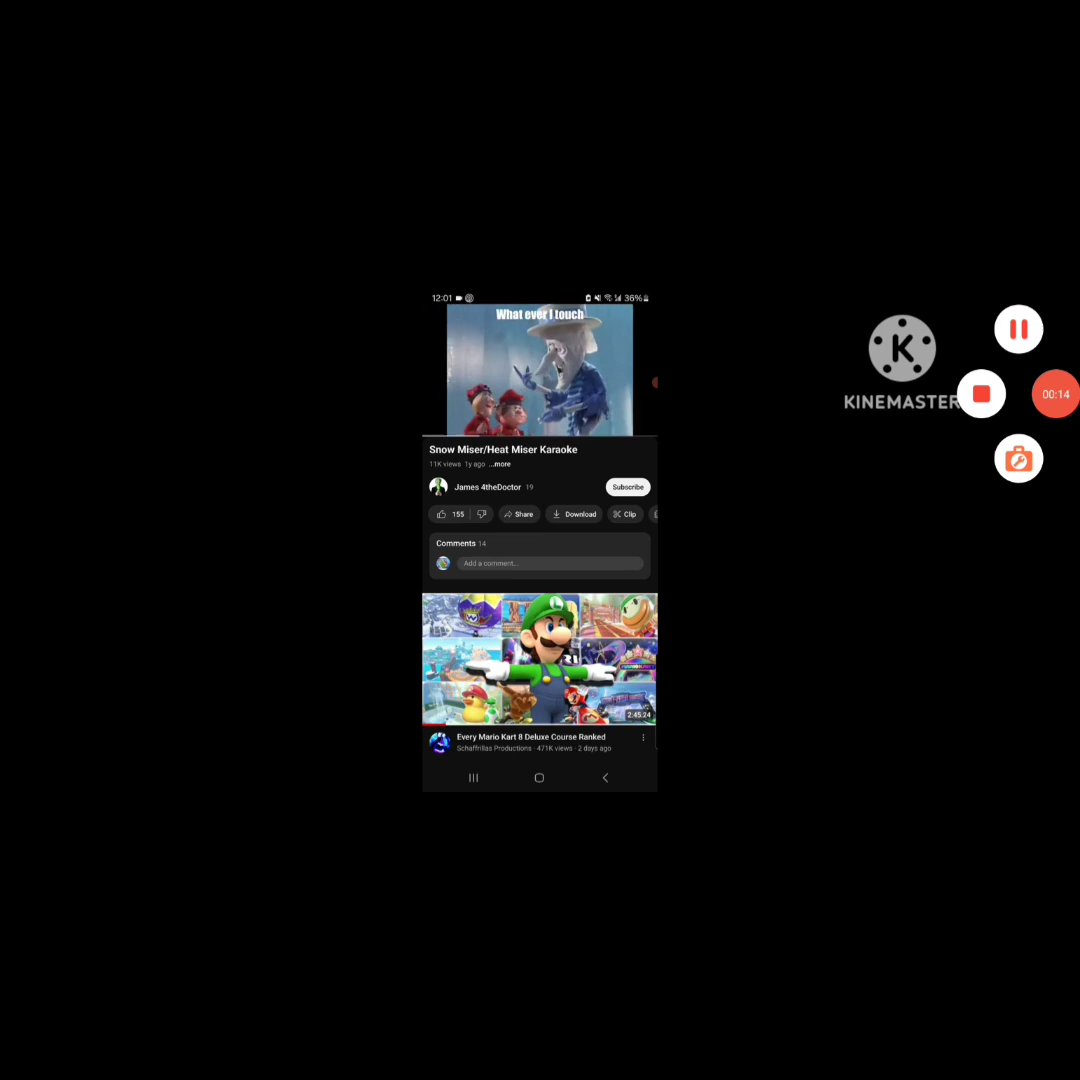 12:01
36%
What ever I touch
Snow Miser/Heat Miser Karaoke
11K views 1y ago ...more
James 4theDoctor 19
Subscribe
155
Share
Download
Clip
Comments 14
Add a comment...
2:45:24
Every Mario Kart 8 Deluxe Course Ranked
Schaffrillas Productions · 471K views · 2 days ago
K
KINEMASTER
00:14